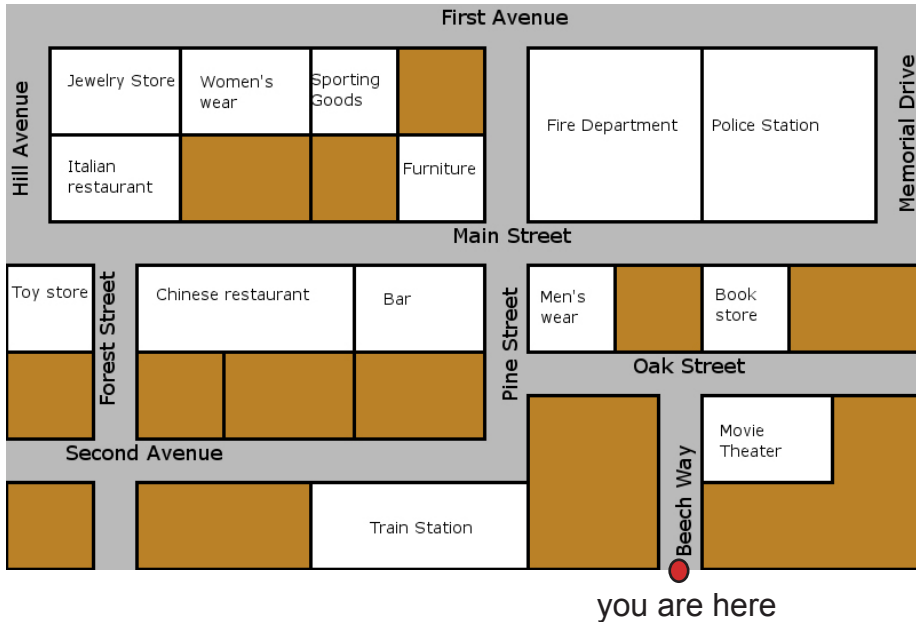 First Avenue
Hill Avenue
Jewelry Store
Women's
wear
Sporting
Goods
Fire Department
Police Station
Memorial Drive
Italian
restaurant
Furniture
Main Street
Toy store
Forest Street
Chinese restaurant
Bar
Pine Street
Men's
wear
Book
store
Oak Street
Second Avenue
Movie
Theater
Train Station
Beech Way
you are here